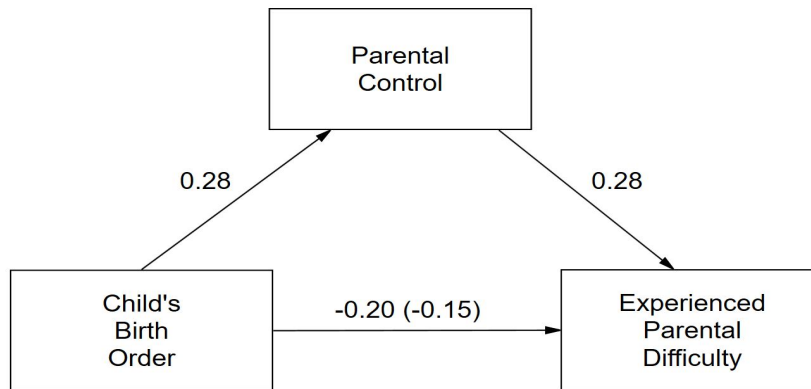 Parental
Control
0.28
0.28
Child's
Birth
Order
-0.20 (-0.15)
Experienced
Parental
Difficulty